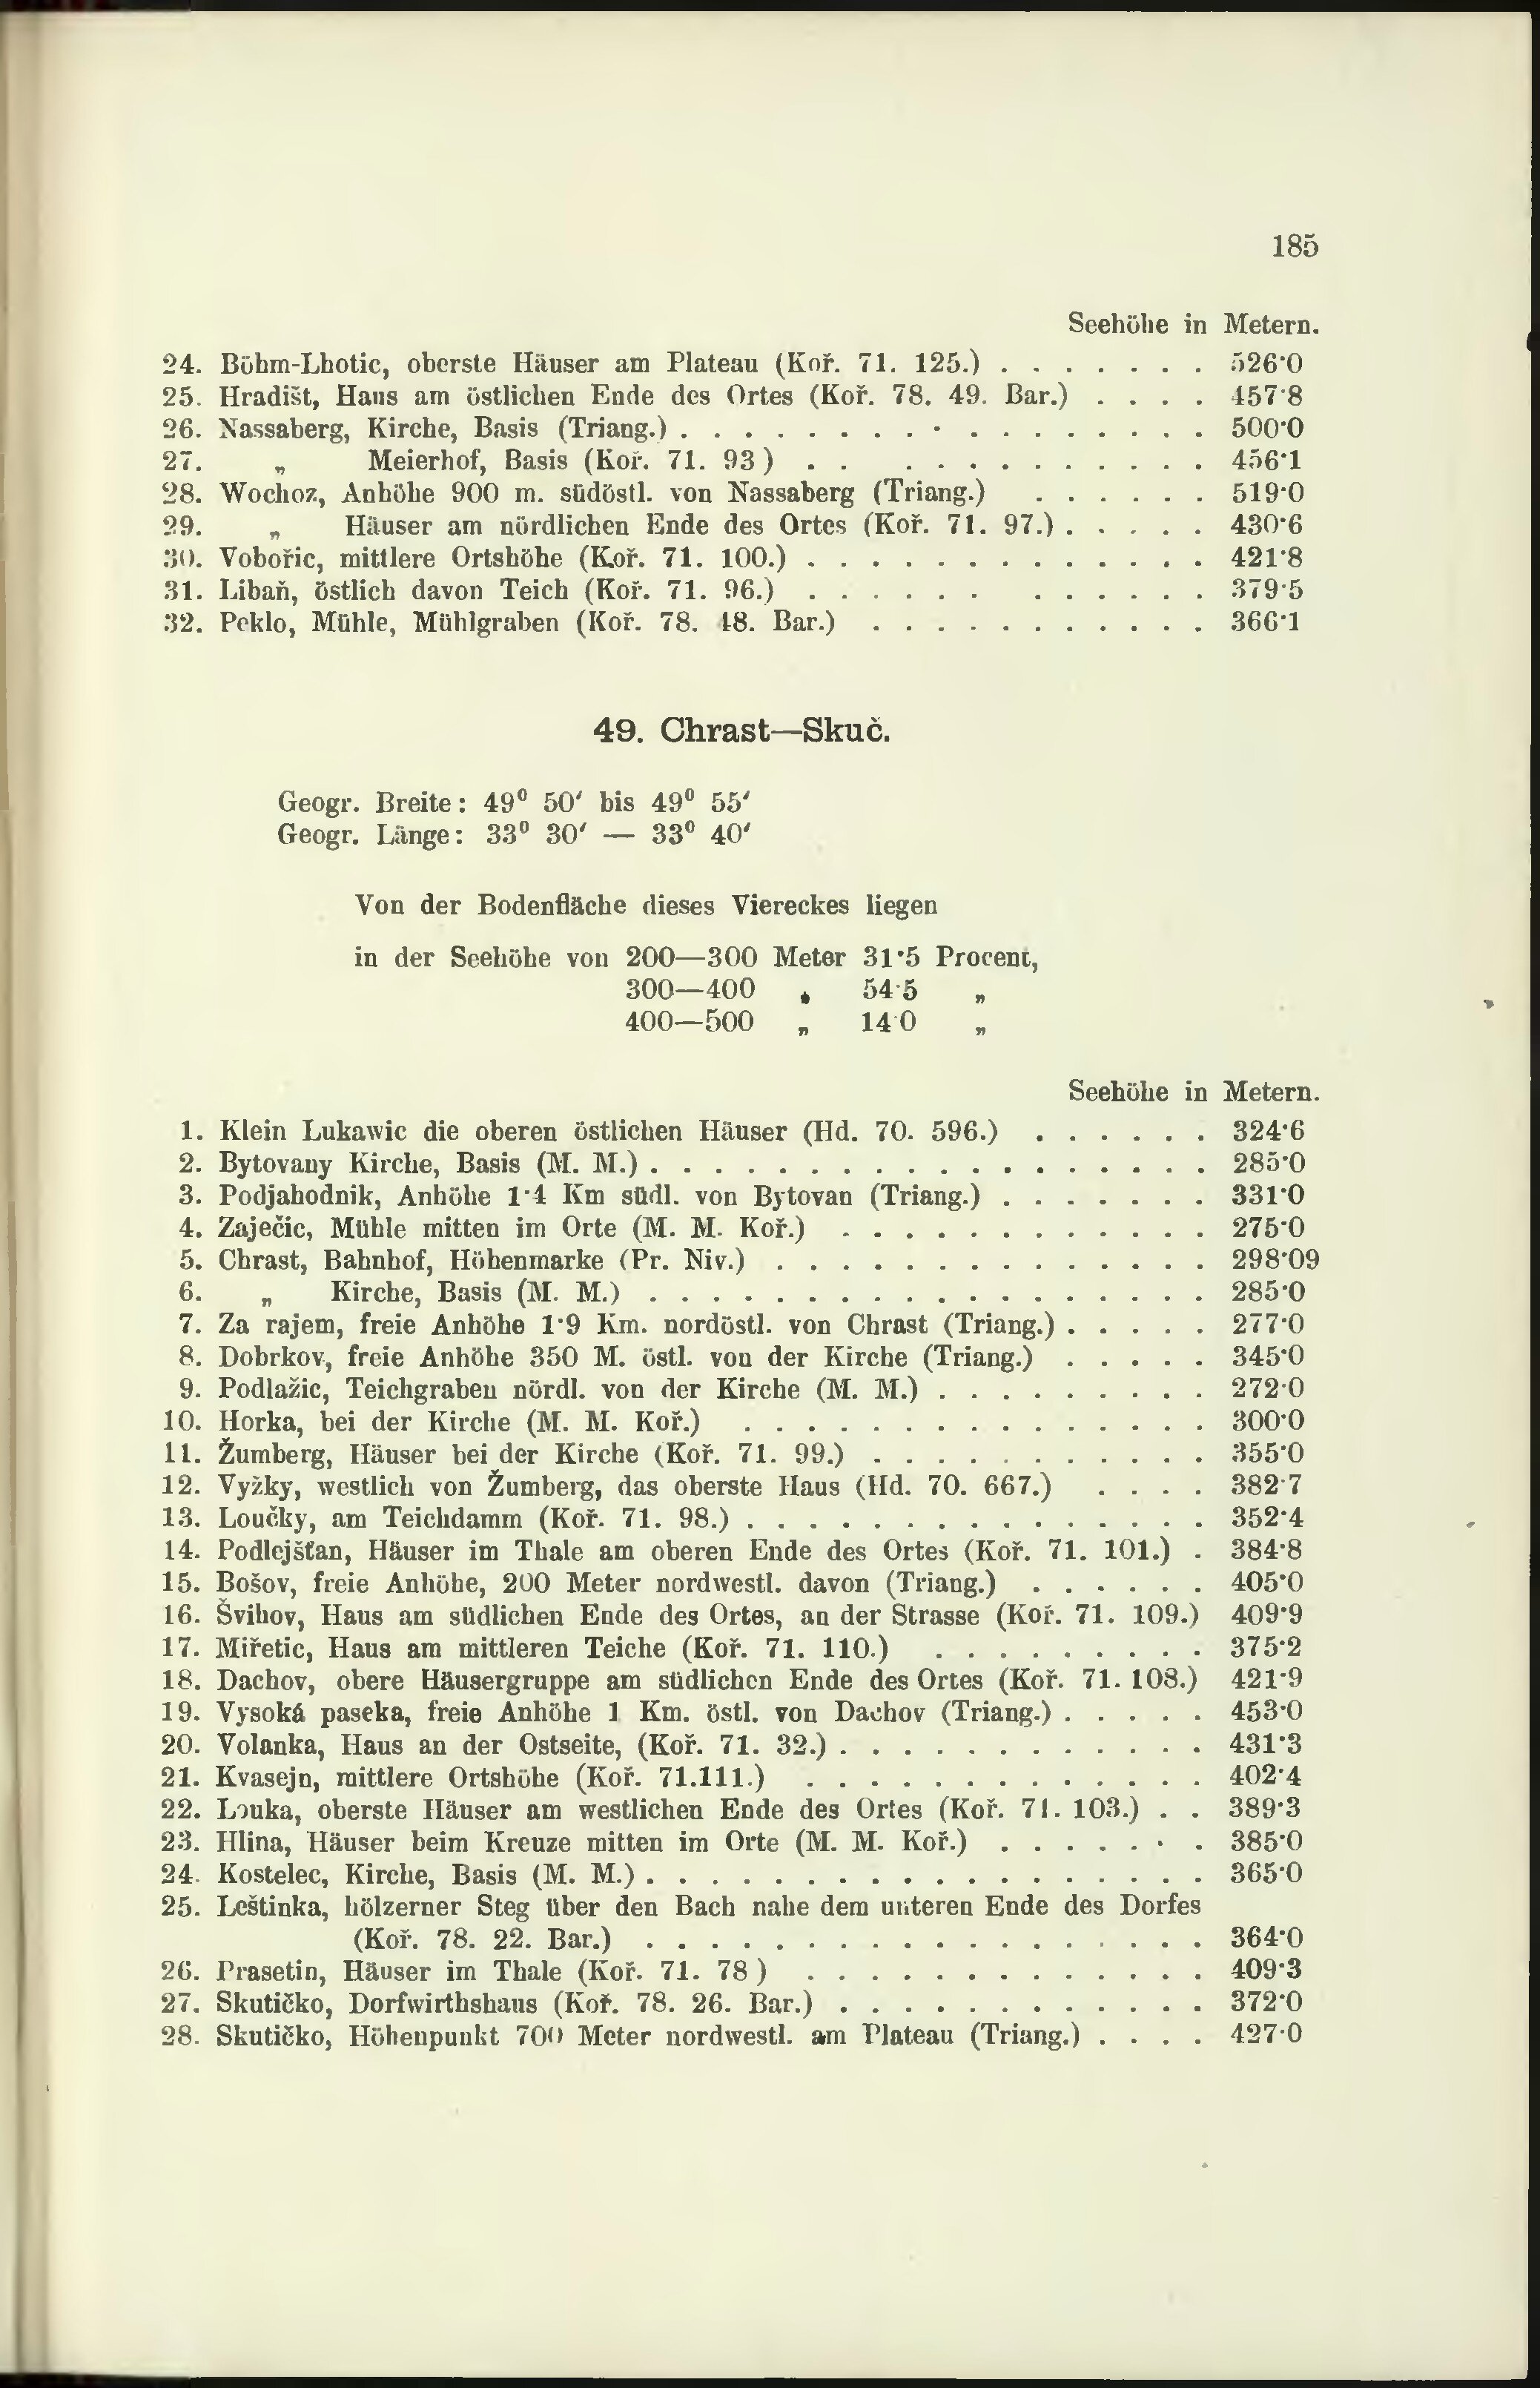 185
Seehöhe in Metern.
24. Böhm-Lhotic, oberste Häuser am Plateau (Koř. 71. 125.) . . . . . . . 526·0
25. Hradišt, Haus am östlichen Ende des Ortes (Koř. 78. 49. Bar.) . . . . 457·8
26. Nassaberg, Kirche, Basis (Triang.) . . . . . . . . . . . . . . . . . 500·0
27. „ Meierhof, Basis (Koř. 71. 93) . . . . . . . . . . . . 456·1
28. Wochoz, Anhöhe 900 m. südöstl. von Nassaberg (Triang.) . . . . . . 519·0
29. „ Häuser am nördlichen Ende des Ortes (Koř. 71. 97.) . . . . . 430·6
30. Vobořic, mittlere Ortshöhe (Koř. 71. 100.) . . . . . . . . . . . . . 421·8
31. Libaň, östlich davon Teich (Koř. 71. 96.) . . . . . . . . . . . . 379·5
32. Peklo, Mühle, Mühlgraben (Koř. 78. 48. Bar.) . . . . . . . . . . . 366·1
49. Chrast—Skuč.
Geogr. Breite: 49⁰ 50′ bis 49⁰ 55′
Geogr. Länge: 33⁰ 30′ — 33⁰ 40′
Von der Bodenfläche dieses Viereckes liegen
in der Seehöhe von 200—300 Meter 31·5 Procent,
300—400 „ 54·5 „
400—500 „ 14·0 „
Seehöhe in Metern.
1. Klein Lukawic die oberen östlichen Häuser (Hd. 70. 596.) . . . . . . 324·6
2. Bytovany Kirche, Basis (M. M.) . . . . . . . . . . . . . . . . . . 285·0
3. Podjahodnik, Anhöhe 1·4 Km südl. von Bytovan (Triang.) . . . . . . . 331·0
4. Zaječic, Mühle mitten im Orte (M. M. Koř.) . . . . . . . . . . . . 275·0
5. Chrast, Bahnhof, Höhenmarke (Pr. Niv.) . . . . . . . . . . . . . . 298·09
6. „ Kirche, Basis (M. M.) . . . . . . . . . . . . . . . . . . 285·0
7. Za rajem, freie Anhöhe 1·9 Km. nordöstl. von Chrast (Triang.) . . . . . 277·0
8. Dobrkov, freie Anhöhe 350 M. östl. von der Kirche (Triang.) . . . . . 345·0
9. Podlažic, Teichgraben nördl. von der Kirche (M. M.) . . . . . . . . . 272·0
10. Horka, bei der Kirche (M. M. Koř.) . . . . . . . . . . . . . . . 300·0
11. Žumberg, Häuser bei der Kirche (Koř. 71. 99.) . . . . . . . . . . . 355·0
12. Vyžky, westlich von Žumberg, das oberste Haus (Hd. 70. 667.) . . . . 382·7
13. Loučky, am Teichdamm (Koř. 71. 98.) . . . . . . . . . . . . . . . 352·4
14. Podlejšťan, Häuser im Thale am oberen Ende des Ortes (Koř. 71. 101.) . 384·8
15. Bošov, freie Anhöhe, 200 Meter nordwestl. davon (Triang.) . . . . . . 405·0
16. Švihov, Haus am südlichen Ende des Ortes, an der Strasse (Koř. 71. 109.) 409·9
17. Miřetic, Haus am mittleren Teiche (Koř. 71. 110.) . . . . . . . . . 375·2
18. Dachov, obere Häusergruppe am südlichen Ende des Ortes (Koř. 71. 108.) 421·9
19. Vysoká paseka, freie Anhöhe 1 Km. östl. von Dachov (Triang.) . . . . . 453·0
20. Volanka, Haus an der Ostseite, (Koř. 71. 32.) . . . . . . . . . . . . 431·3
21. Kvasejn, mittlere Ortshöhe (Koř. 71.111.) . . . . . . . . . . . . . 402·4
22. Louka, oberste Häuser am westlichen Ende des Ortes (Koř. 71. 103.) . . 389·3
23. Hlina, Häuser beim Kreuze mitten im Orte (M. M. Koř.) . . . . . . . 385·0
24. Kostelec, Kirche, Basis (M. M.) . . . . . . . . . . . . . . . . . . 365·0
25. Leštinka, hölzerner Steg über den Bach nahe dem unteren Ende des Dorfes
(Koř. 78. 22. Bar.) . . . . . . . . . . . . . . . . . . 364·0
26. Prasetin, Häuser im Thale (Koř. 71. 78) . . . . . . . . . . . . . 409·3
27. Skutičko, Dorfwirthshaus (Koř. 78. 26. Bar.) . . . . . . . . . . . . 372·0
28. Skutičko, Höhenpunkt 700 Meter nordwestl. am Plateau (Triang.) . . . . 427·0